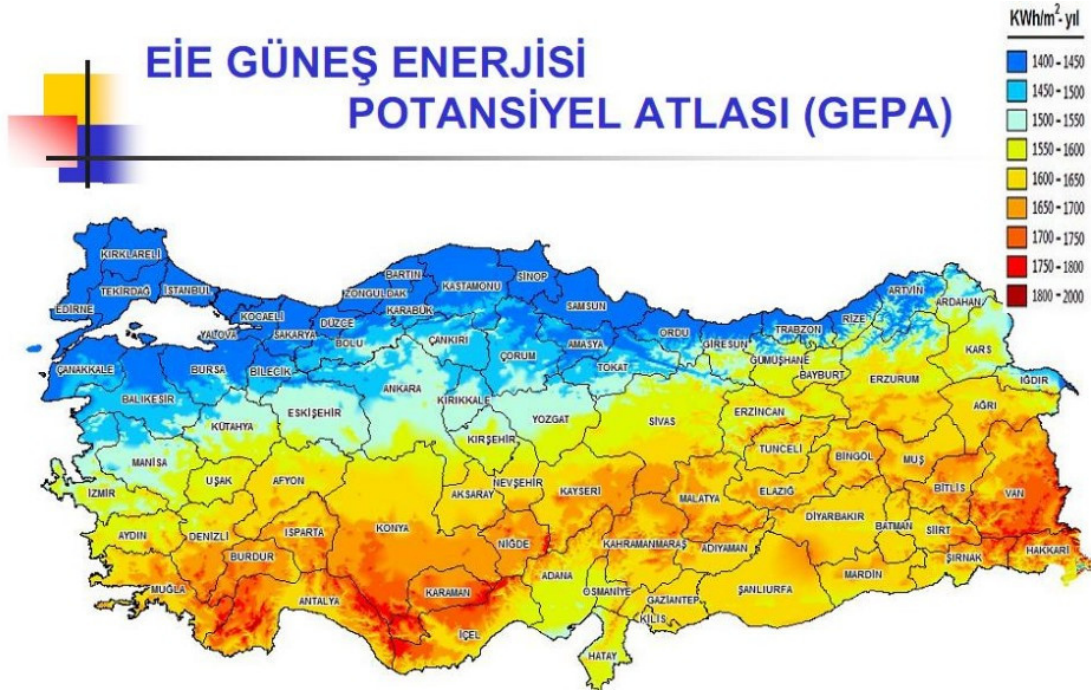 EİE GÜNEŞ ENERJİSİ
POTANSİYEL ATLASI (GEPA)
KWh/m²- yıl
1400 - 1450
1450 - 1500
1500 - 1550
1550 - 1600
1600 - 1650
1650 - 1700
1700 - 1750
1750 - 1800
1800 - 2000
KIRKLARELİ
TEKİRDAĞ
İSTANBUL
EDİRNE
KOCAELİ
YALOVA
SAKARYA
DÜZCE
ZONGULDAK
BARTIN
KARABÜK
KASTAMONU
SİNOP
SAMSUN
BOLU
ÇANKIRI
ÇORUM
AMASYA
ORDU
GİRESUN
TRABZON
RİZE
ARTVİN
ARDAHAN
KARS
ÇANAKKALE
BURSA
BİLECİK
TOKAT
GÜMÜŞHANE
BAYBURT
ERZURUM
IĞDIR
AĞRI
BALIKESİR
KÜTAHYA
ESKİŞEHİR
ANKARA
KIRIKKALE
YOZGAT
SİVAS
ERZİNCAN
KIRŞEHİR
TUNCELİ
BİNGÖL
MUŞ
MANİSA
UŞAK
AFYON
AKSARAY
NEVŞEHİR
KAYSERİ
MALATYA
ELAZIĞ
BİTLİS
VAN
İZMİR
AYDIN
DENİZLİ
ISPARTA
KONYA
NİĞDE
KAHRAMANMARAŞ
ADIYAMAN
DİYARBAKIR
BATMAN
SİİRT
ŞIRNAK
HAKKARİ
BURDUR
MUĞLA
ANTALYA
KARAMAN
İÇEL
ADANA
OSMANİYE
GAZİANTEP
KİLİS
ŞANLIURFA
MARDİN
HATAY